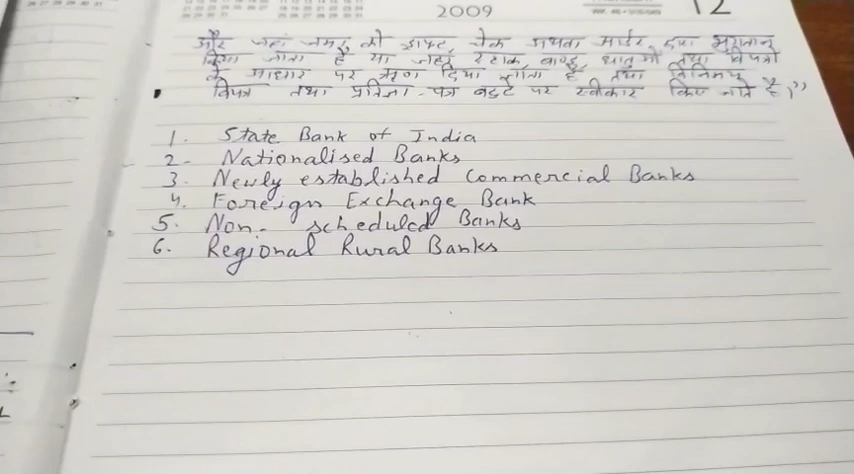 2009
12
और जहां जमा को ड्राफ्ट, चेक अथवा आर्डर द्वारा भुगतान
किया जाता है या जहां स्टाक, बाण्ड, धातुओं तथा विपत्रों
के आधार पर ऋण दिया जाता है तथा विनिमय
विपत्र तथा प्रतिज्ञा-पत्र बट्टे पर स्वीकार किए जाते है।”
1. State Bank of India
2- Nationalised Banks
3. Newly established Commercial Banks
4. Foreign Exchange Bank
5. Non- scheduled Banks
6. Regional Rural Banks